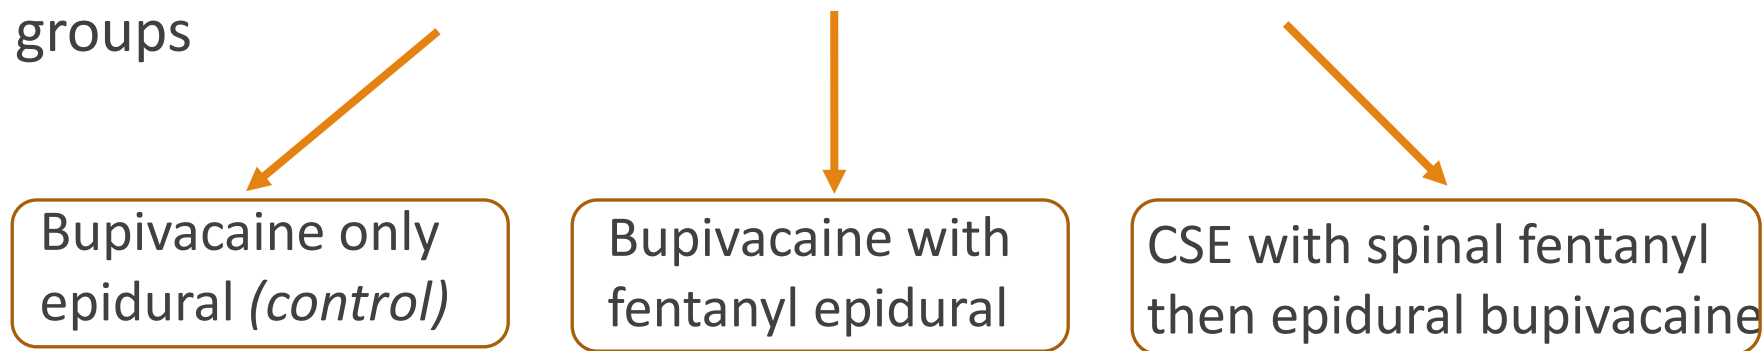 groups
Bupivacaine only
epidural (control)
Bupivacaine with
fentanyl epidural
CSE with spinal fentanyl
then epidural bupivacaine